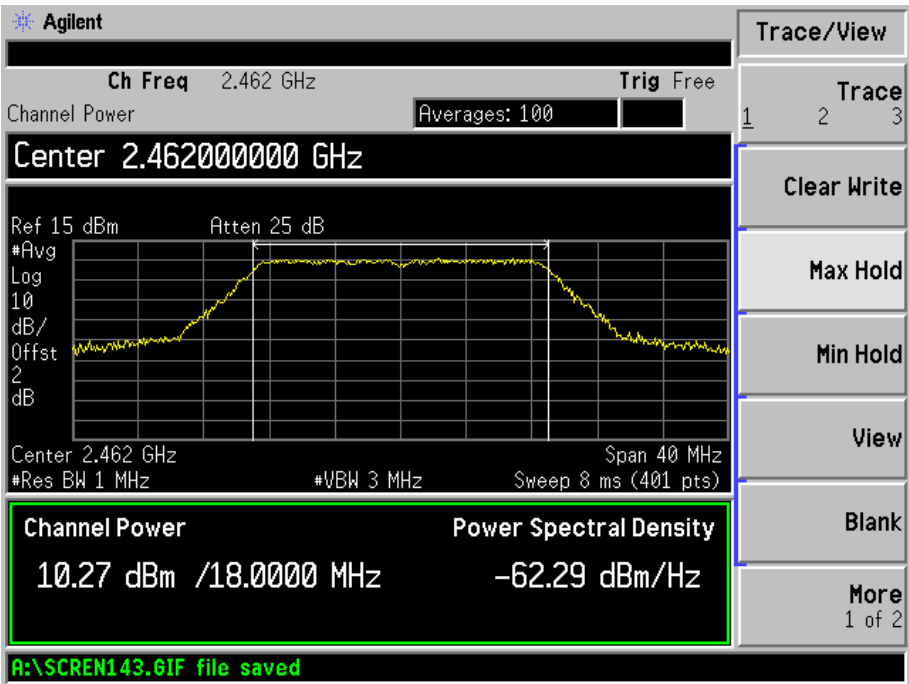 Agilent
Trace/View
Ch Freq 2.462 GHz Trig Free
Channel Power Averages: 100
Trace
1 2 3
Center 2.462000000 GHz
Clear Write
Ref 15 dBm Atten 25 dB
#Avg
Log
10
dB/
Offst
2
dB
Max Hold
Min Hold
Center 2.462 GHz Span 40 MHz
#Res BW 1 MHz #VBW 3 MHz Sweep 8 ms (401 pts)
View
Channel Power Power Spectral Density
10.27 dBm /18.0000 MHz -62.29 dBm/Hz
Blank
More
1 of 2
A:\SCREN143.GIF file saved